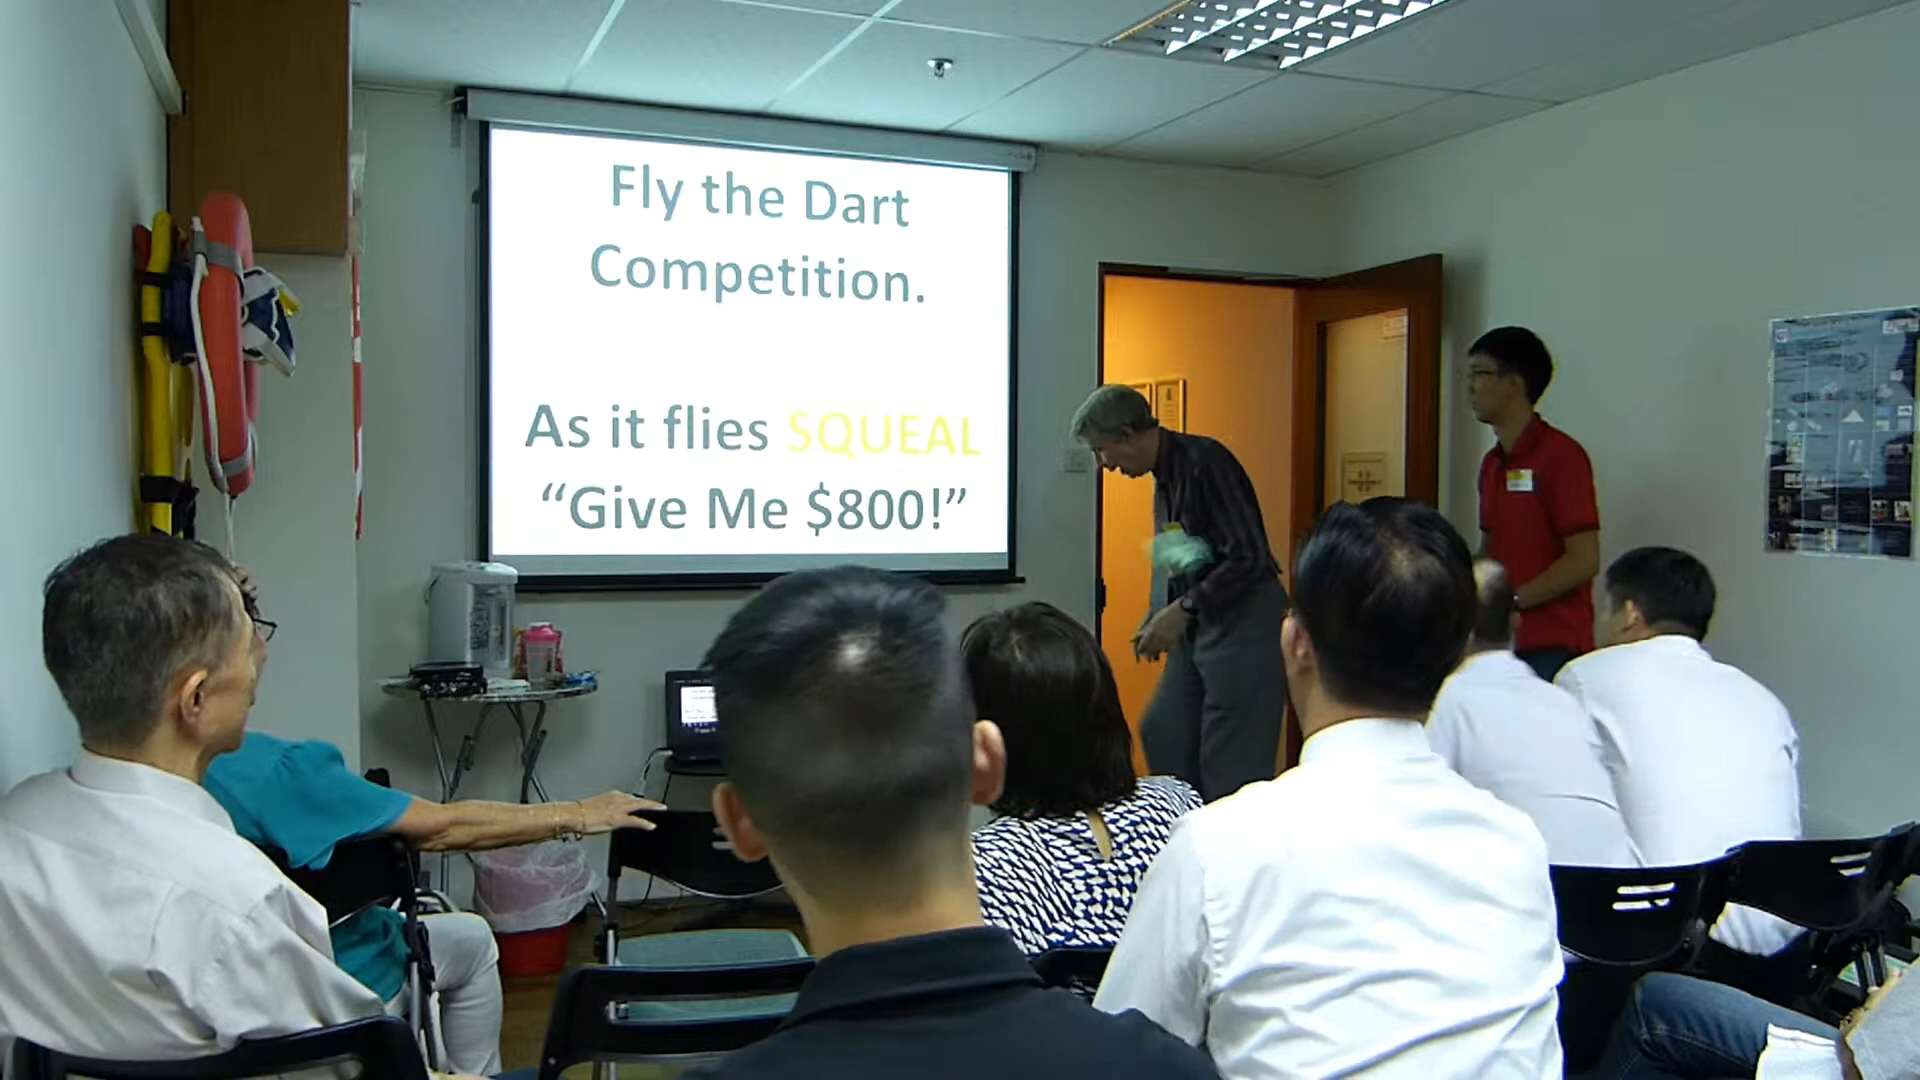 Fly the Dart
Competition.
As it flies SQUEAL
“Give Me $800!”